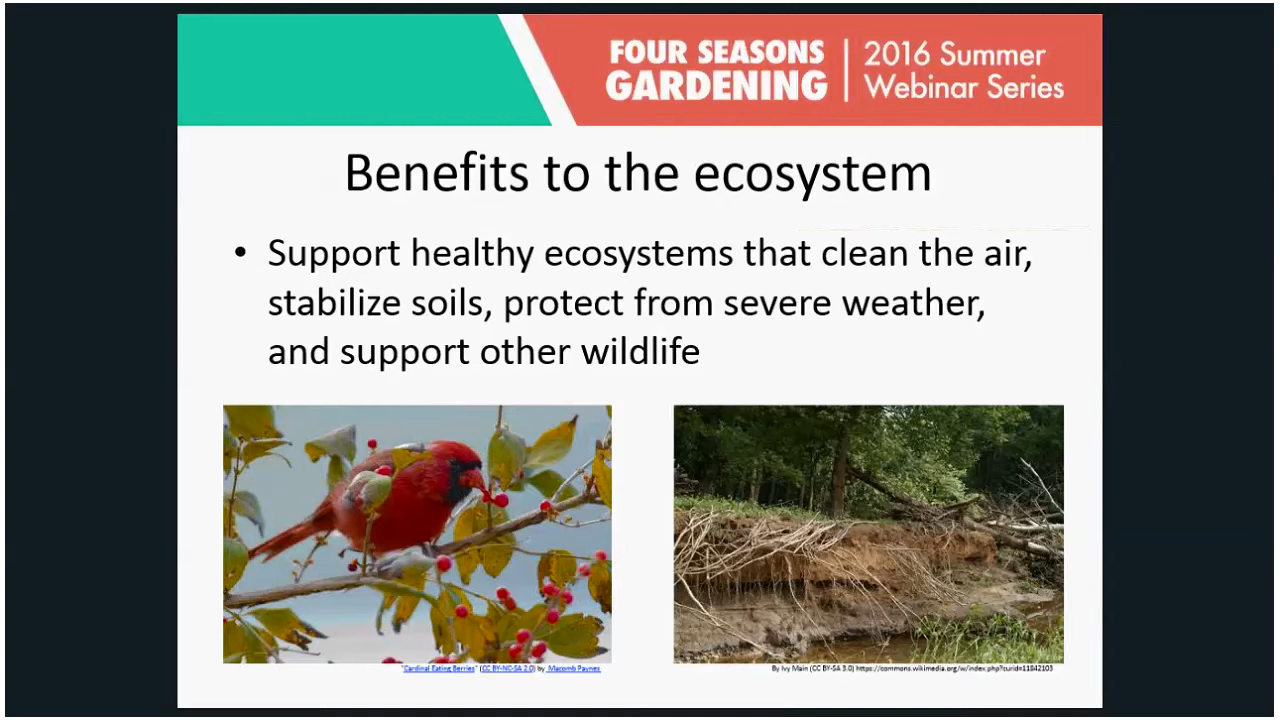 FOUR SEASONS
GARDENING
2016 Summer
Webinar Series
Benefits to the ecosystem
• Support healthy ecosystems that clean the air,
stabilize soils, protect from severe weather,
and support other wildlife
"Cardinal Eating Berries" (CC BY-NC-SA 2.0) by Macomb Paynes
By Ivy Main (CC BY-SA 3.0) https://commons.wikimedia.org/w/index.php?curid=11842103